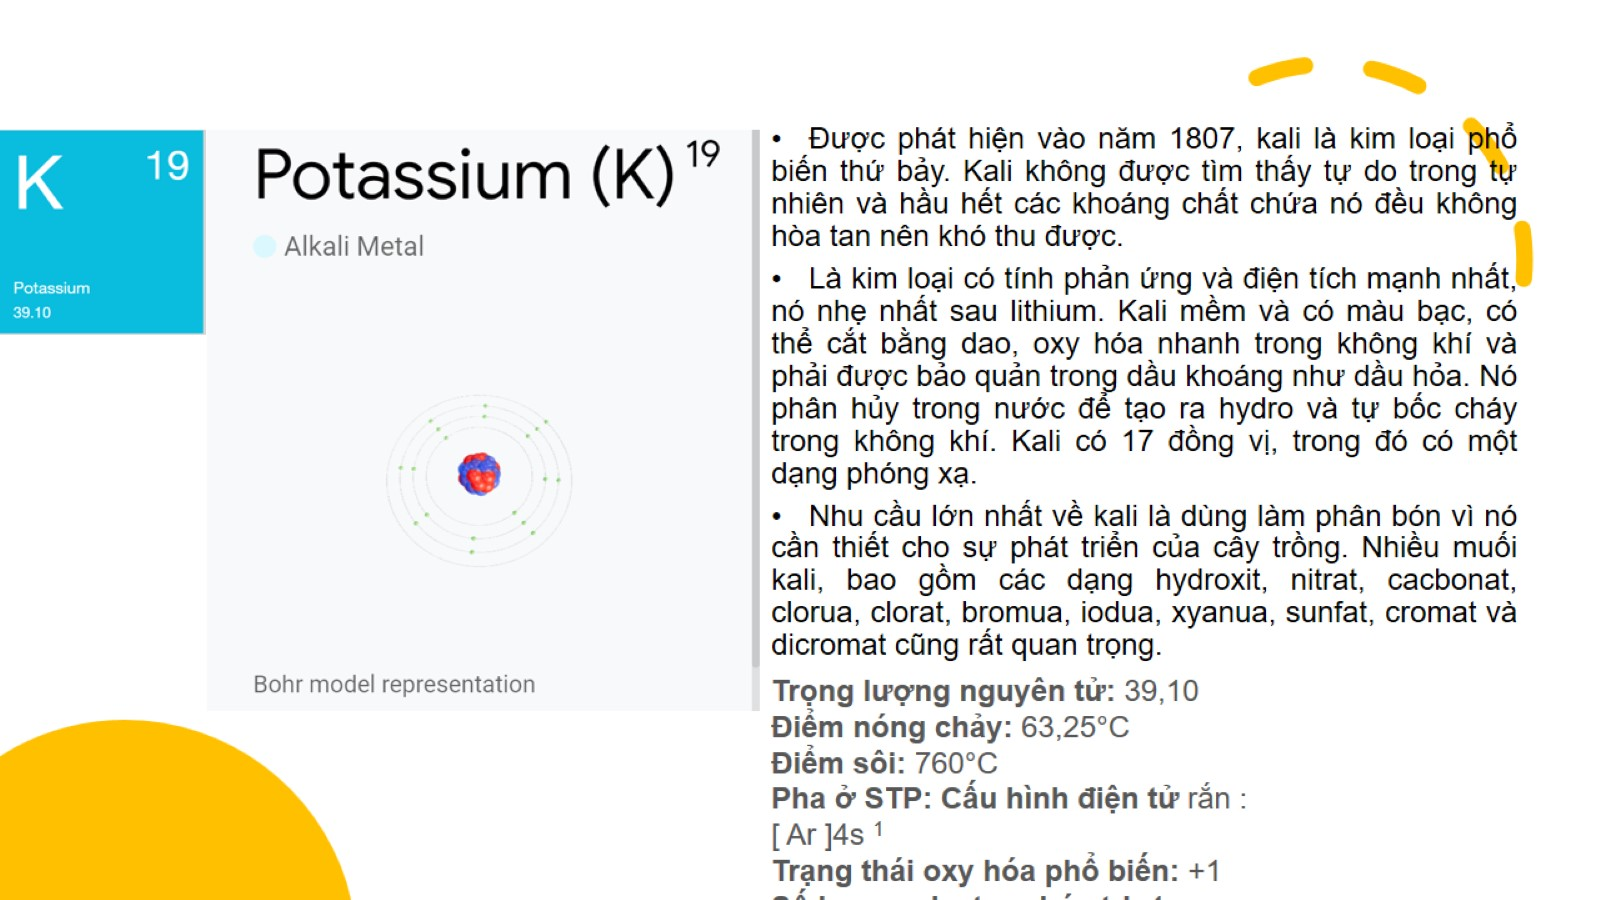 K 19
Potassium
39.10
Potassium (K) 19
Alkali Metal
Bohr model representation
• Được phát hiện vào năm 1807, kali là kim loại phổ
biến thứ bảy. Kali không được tìm thấy tự do trong tự
nhiên và hầu hết các khoáng chất chứa nó đều không
hòa tan nên khó thu được.
• Là kim loại có tính phản ứng và điện tích mạnh nhất,
nó nhẹ nhất sau lithium. Kali mềm và có màu bạc, có
thể cắt bằng dao, oxy hóa nhanh trong không khí và
phải được bảo quản trong dầu khoáng như dầu hỏa. Nó
phân hủy trong nước để tạo ra hydro và tự bốc cháy
trong không khí. Kali có 17 đồng vị, trong đó có một
dạng phóng xạ.
• Nhu cầu lớn nhất về kali là dùng làm phân bón vì nó
cần thiết cho sự phát triển của cây trồng. Nhiều muối
kali, bao gồm các dạng hydroxit, nitrat, cacbonat,
clorua, clorat, bromua, iodua, xyanua, sunfat, cromat và
dicromat cũng rất quan trọng.
Trọng lượng nguyên tử: 39,10
Điểm nóng chảy: 63,25°C
Điểm sôi: 760°C
Pha ở STP: Cấu hình điện tử rắn :
[ Ar ]4s 1
Trạng thái oxy hóa phổ biến: +1